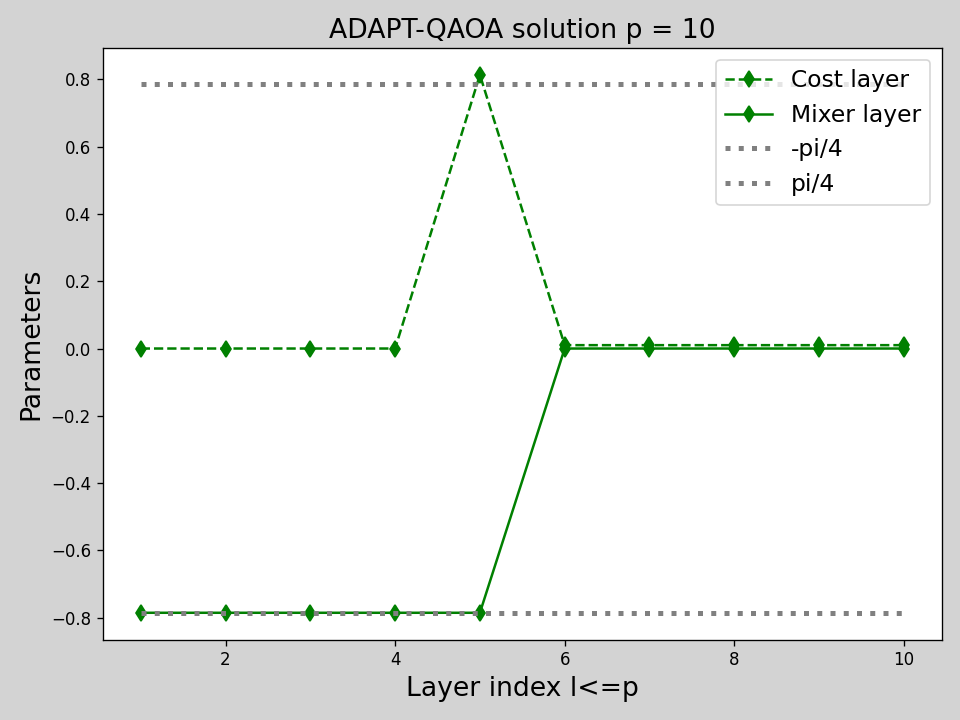 ADAPT-QAOA solution p = 10
Cost layer
Mixer layer
-pi/4
pi/4
0.8
0.6
0.4
0.2
0.0
−0.2
−0.4
−0.6
−0.8
Parameters
2 4 6 8 10
Layer index l<=p